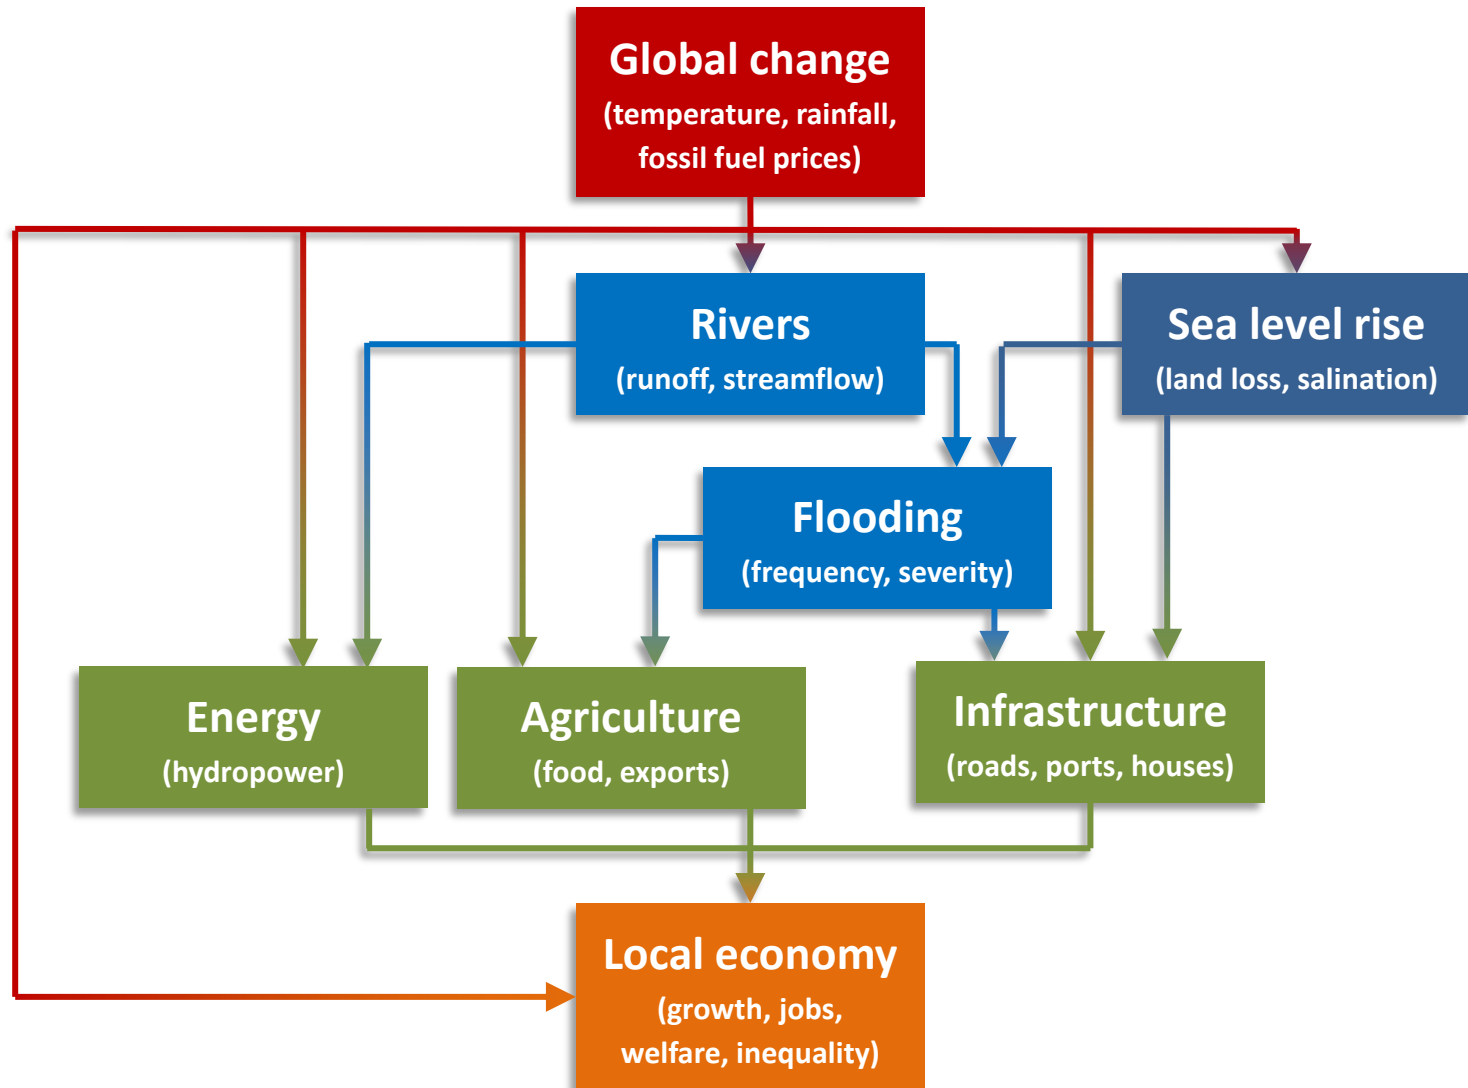 Global change
(temperature, rainfall,
fossil fuel prices)
Rivers
(runoff, streamflow)
Sea level rise
(land loss, salination)
Flooding
(frequency, severity)
Energy
(hydropower)
Agriculture
(food, exports)
Infrastructure
(roads, ports, houses)
Local economy
(growth, jobs,
welfare, inequality)